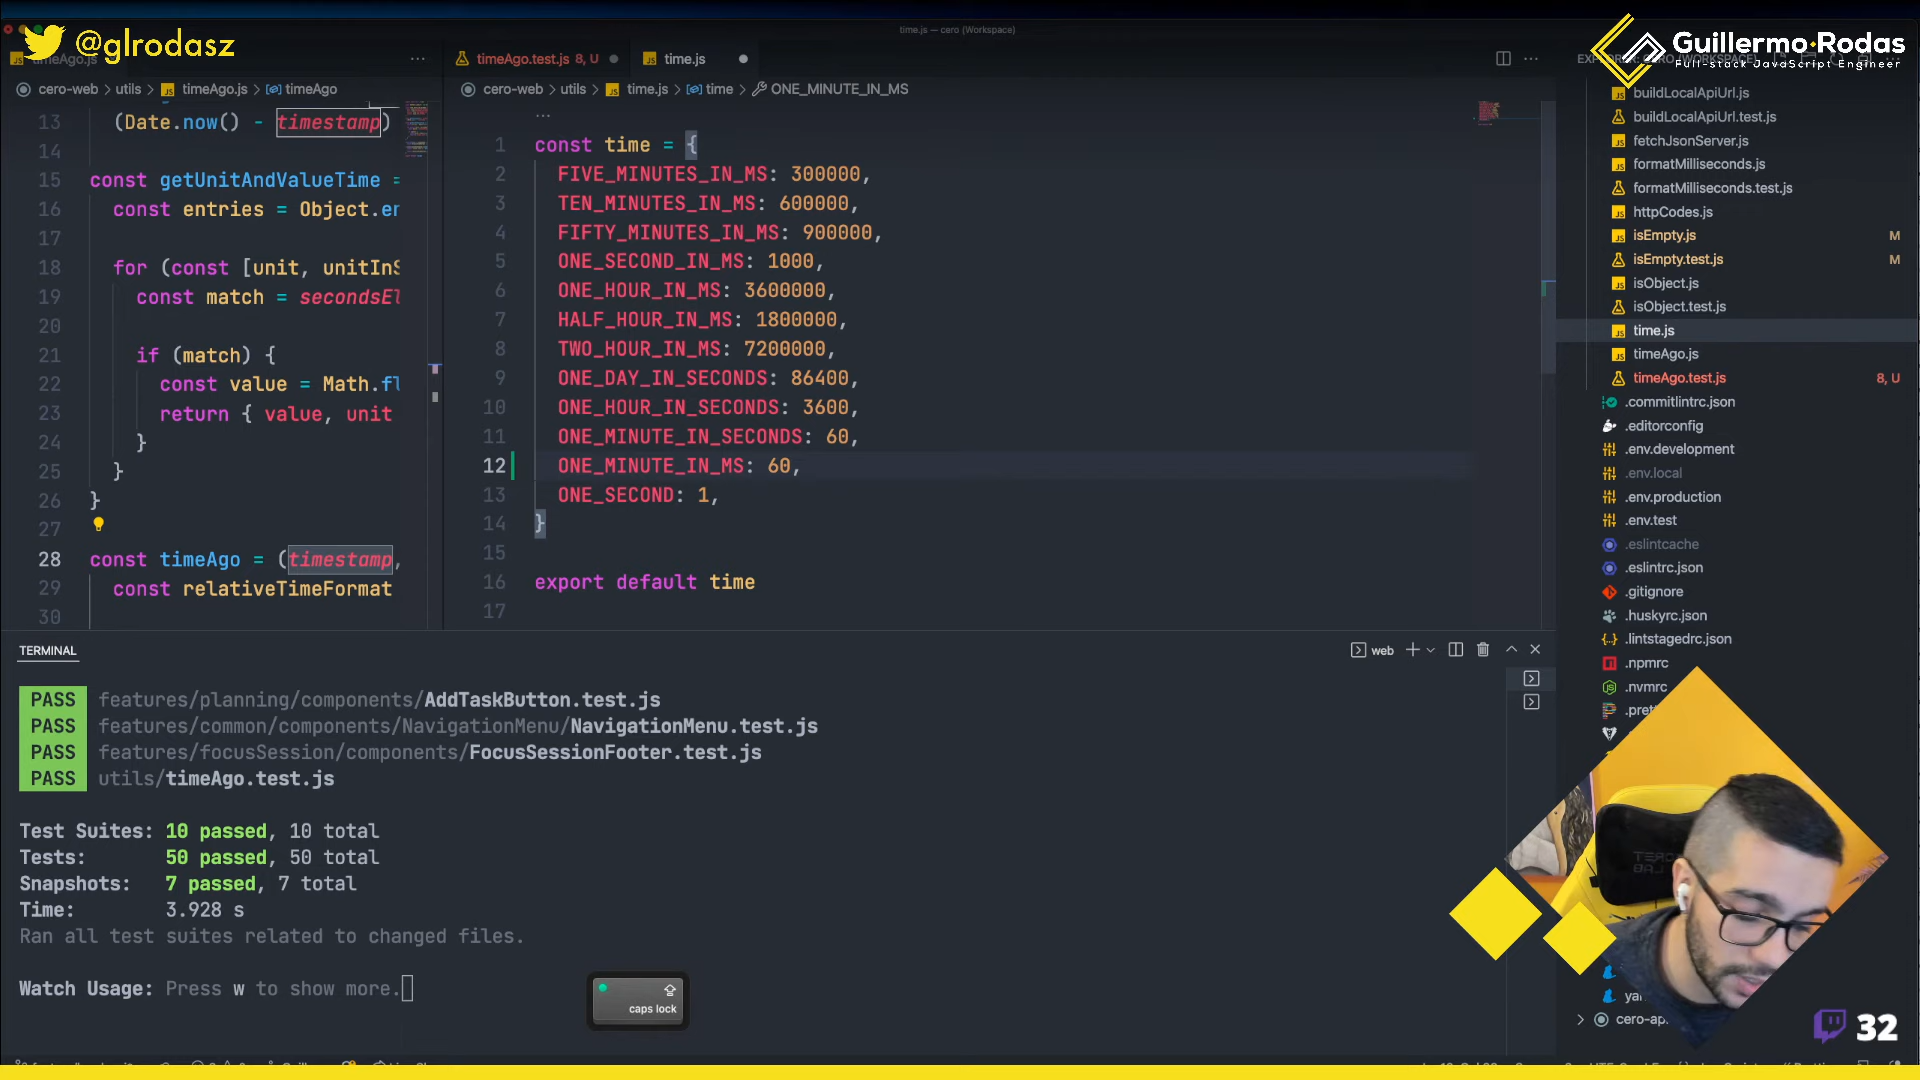 @glrodasz
time.js — cero (Workspace)
Guillermo·Rodas
Full-stack JavaScript Engineer
timeAgo.js
timeAgo.test.js 8, U
time.js
cero-web > utils > timeAgo.js > timeAgo
cero-web > utils > time.js > time > ONE_MINUTE_IN_MS
13 (Date.now() - timestamp)
14
15 const getUnitAndValueTime =
16 const entries = Object.en
17
18 for (const [unit, unitInS
19 const match = secondsEl
20
21 if (match) {
22 const value = Math.fl
23 return { value, unit
24 }
25 }
26 }
27
28 const timeAgo = (timestamp,
29 const relativeTimeFormat
30
1 const time = {
2 FIVE_MINUTES_IN_MS: 300000,
3 TEN_MINUTES_IN_MS: 600000,
4 FIFTY_MINUTES_IN_MS: 900000,
5 ONE_SECOND_IN_MS: 1000,
6 ONE_HOUR_IN_MS: 3600000,
7 HALF_HOUR_IN_MS: 1800000,
8 TWO_HOUR_IN_MS: 7200000,
9 ONE_DAY_IN_SECONDS: 86400,
10 ONE_HOUR_IN_SECONDS: 3600,
11 ONE_MINUTE_IN_SECONDS: 60,
12 ONE_MINUTE_IN_MS: 60,
13 ONE_SECOND: 1,
14 }
15
16 export default time
17
buildLocalApiUrl.js
buildLocalApiUrl.test.js
fetchJsonServer.js
formatMilliseconds.js
formatMilliseconds.test.js
httpCodes.js
isEmpty.js M
isEmpty.test.js M
isObject.js
isObject.test.js
time.js
timeAgo.js
timeAgo.test.js 8, U
.commitlintrc.json
.editorconfig
.env.development
.env.local
.env.production
.env.test
.eslintcache
.eslintrc.json
.gitignore
.huskyrc.json
.lintstagedrc.json
.npmrc
.nvmrc
cero-ap
TERMINAL
web
PASS features/planning/components/AddTaskButton.test.js
PASS features/common/components/NavigationMenu/NavigationMenu.test.js
PASS features/focusSession/components/FocusSessionFooter.test.js
PASS utils/timeAgo.test.js
Test Suites: 10 passed, 10 total
Tests: 50 passed, 50 total
Snapshots: 7 passed, 7 total
Time: 3.928 s
Ran all test suites related to changed files.
Watch Usage: Press w to show more.
caps lock
32